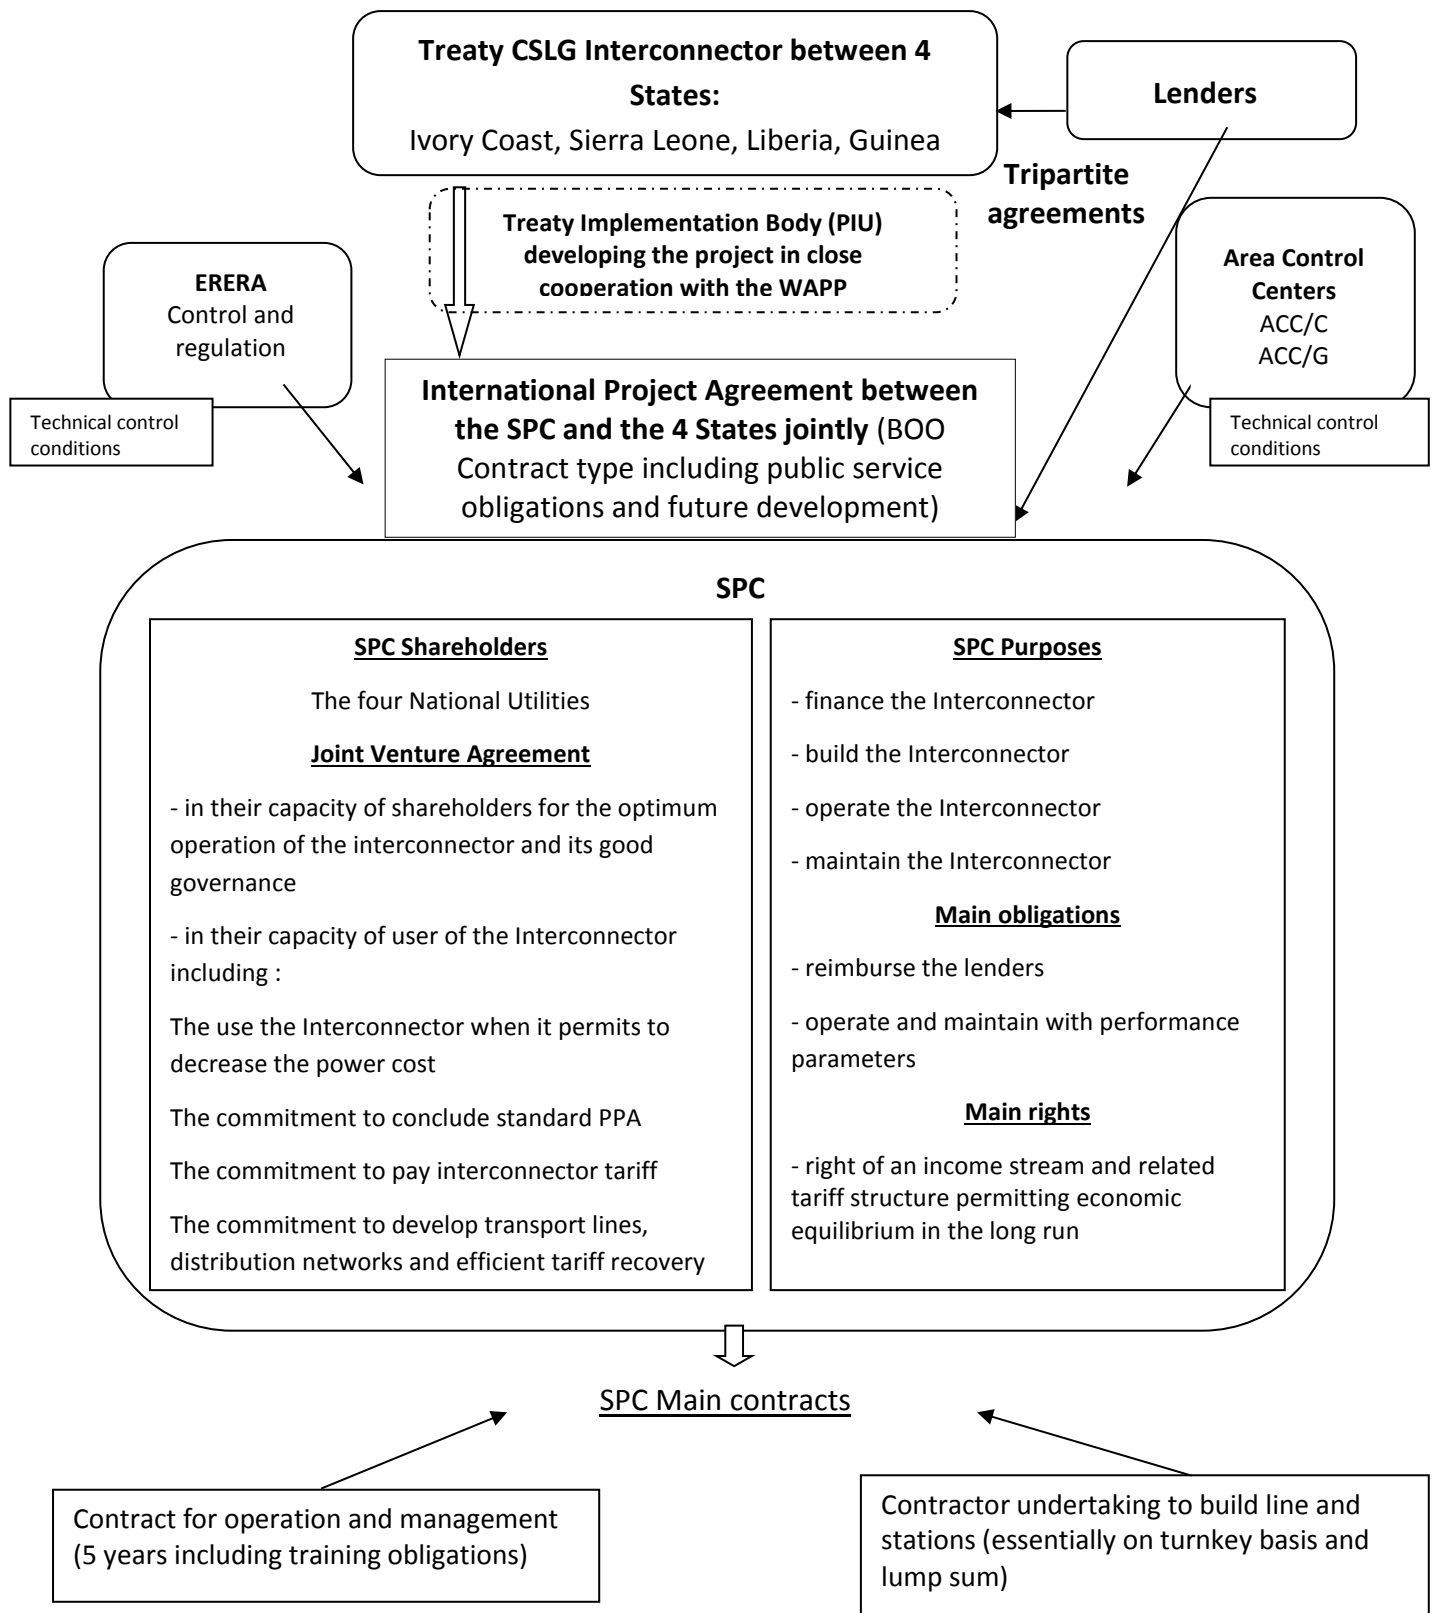 Treaty CSLG Interconnector between 4
States:
Ivory Coast, Sierra Leone, Liberia, Guinea
Lenders
Tripartite
agreements
Treaty Implementation Body (PIU)
developing the project in close
cooperation with the WAPP
ERERA
Control and
regulation
Technical control
conditions
Area Control
Centers
ACC/C
ACC/G
Technical control
conditions
International Project Agreement between
the SPC and the 4 States jointly (BOO
Contract type including public service
obligations and future development)
SPC
SPC Shareholders
The four National Utilities
Joint Venture Agreement
- in their capacity of shareholders for the optimum
operation of the interconnector and its good
governance
- in their capacity of user of the Interconnector
including :
The use the Interconnector when it permits to
decrease the power cost
The commitment to conclude standard PPA
The commitment to pay interconnector tariff
The commitment to develop transport lines,
distribution networks and efficient tariff recovery
SPC Purposes
- finance the Interconnector
- build the Interconnector
- operate the Interconnector
- maintain the Interconnector
Main obligations
- reimburse the lenders
- operate and maintain with performance
parameters
Main rights
- right of an income stream and related
tariff structure permitting economic
equilibrium in the long run
SPC Main contracts
Contract for operation and management
(5 years including training obligations)
Contractor undertaking to build line and
stations (essentially on turnkey basis and
lump sum)